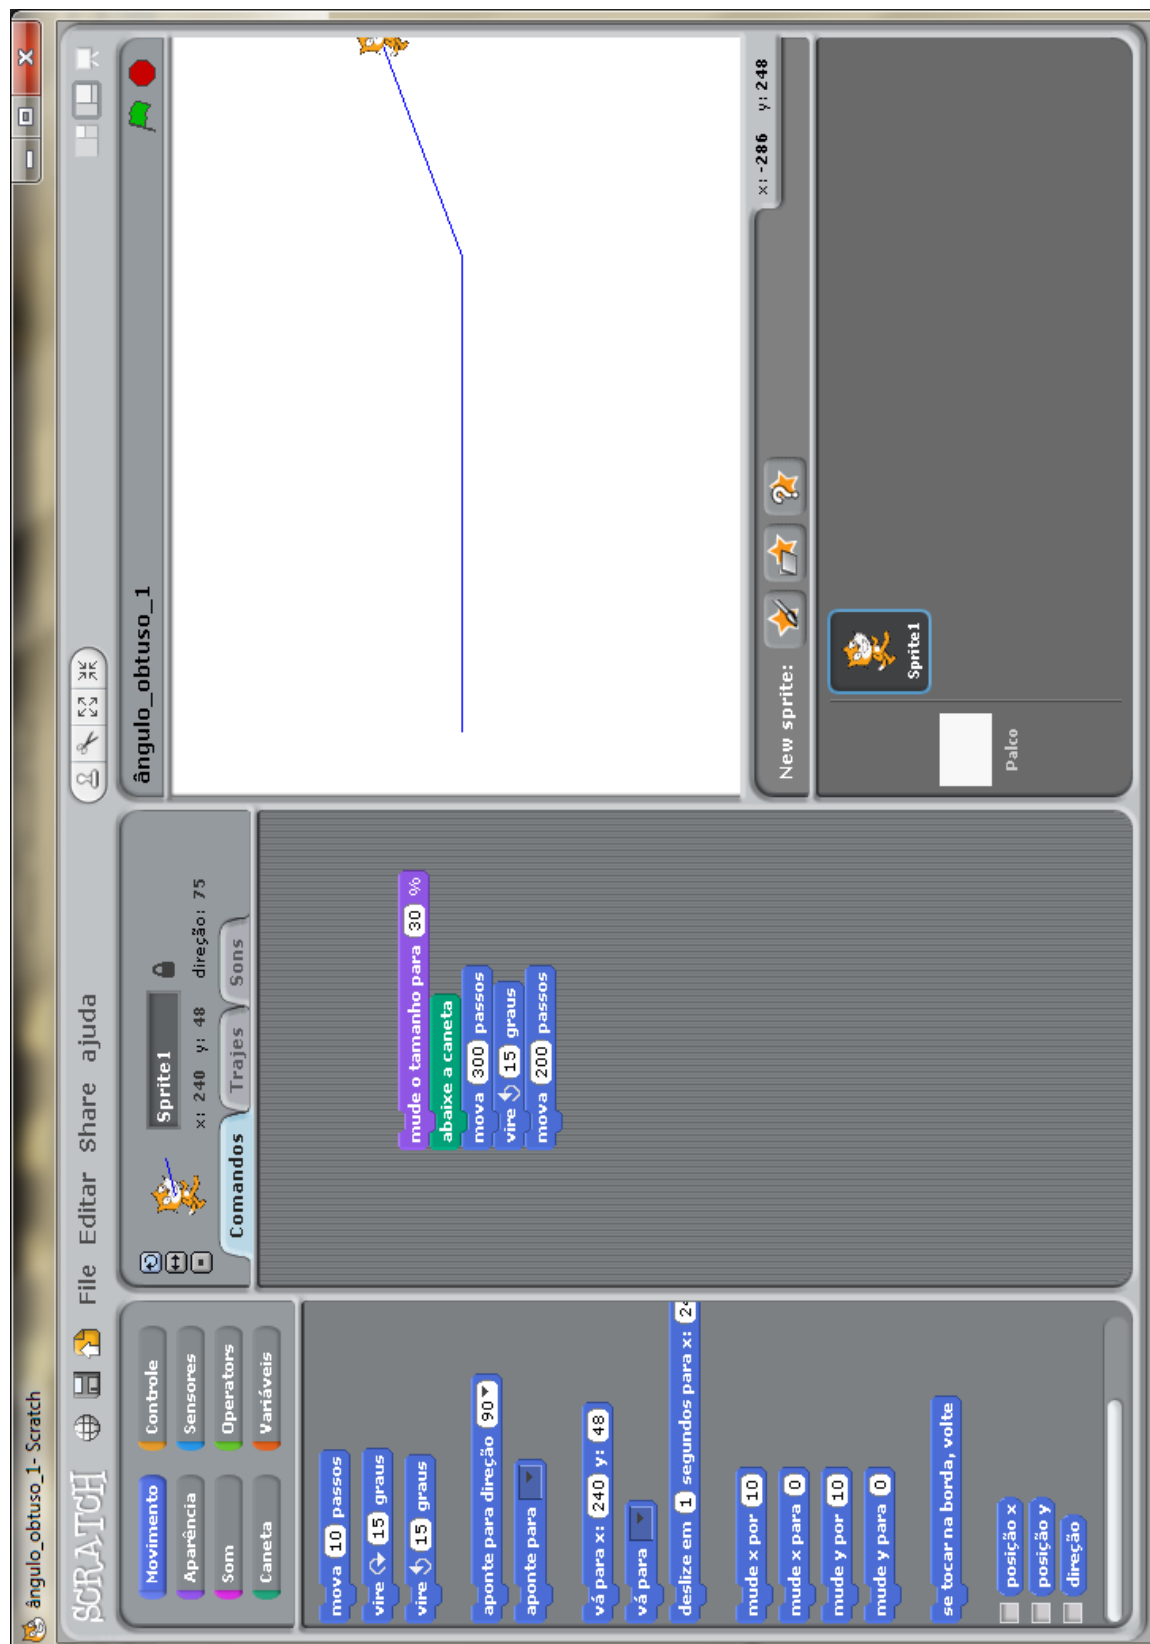 ângulo_obtuso_1- Scratch
SCRATCH
File Editar Share ajuda
Movimento
Controle
Aparência
Sensores
Som
Operators
Caneta
Variáveis
mova 10 passos
vire 15 graus
vire 15 graus
aponte para direção 90
aponte para
vá para x: 240 y: 48
vá para
deslize em 1 segundos para x: 24
mude x por 10
mude x para 0
mude y por 10
mude y para 0
se tocar na borda, volte
posição x
posição y
direção
Sprite1
x: 240 y: 48 direção: 75
Comandos
Trajes
Sons
mude o tamanho para 30 %
abaixe a caneta
mova 300 passos
vire 15 graus
mova 200 passos
ângulo_obtuso_1
x: -286 y: 248
New sprite:
Sprite1
Palco